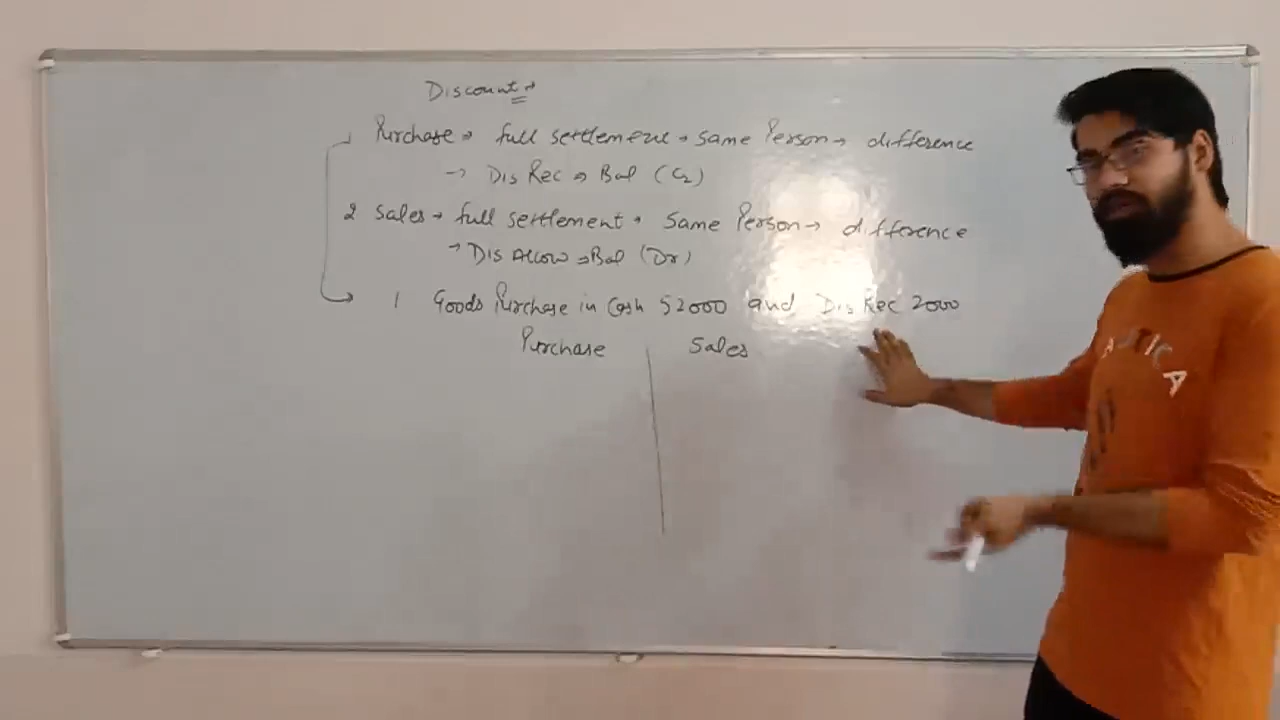 Discount →
1 Purchase → full settlement → same Person → difference
→ Dis Rec → Bal (Cr)
2 Sales → full settlement → Same Person → difference
→ Dis Allow → Bal (Dr)
1 Goods Purchase in Cash 52000 and Dis Rec 2000
Purchase Sales